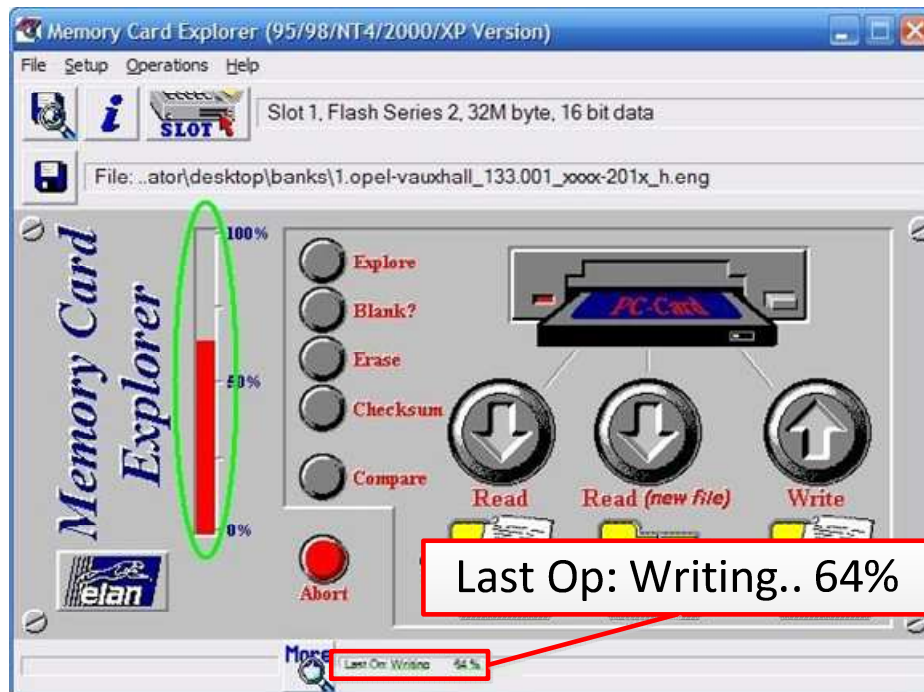 Memory Card Explorer (95/98/NT4/2000/XP Version)
File Setup Operations Help
SLOT
Slot 1, Flash Series 2, 32M byte, 16 bit data
File: ..ator\desktop\banks\1.opel-vauxhall_133.001_xxxx-201x_h.eng
Memory Card
Explorer
100%
50%
0%
Explore
Blank?
Erase
Checksum
Compare
Abort
PC-Card
Read
Read (new file)
Write
elan
Last Op: Writing.. 64%
More
Last Op: Writing 64 %